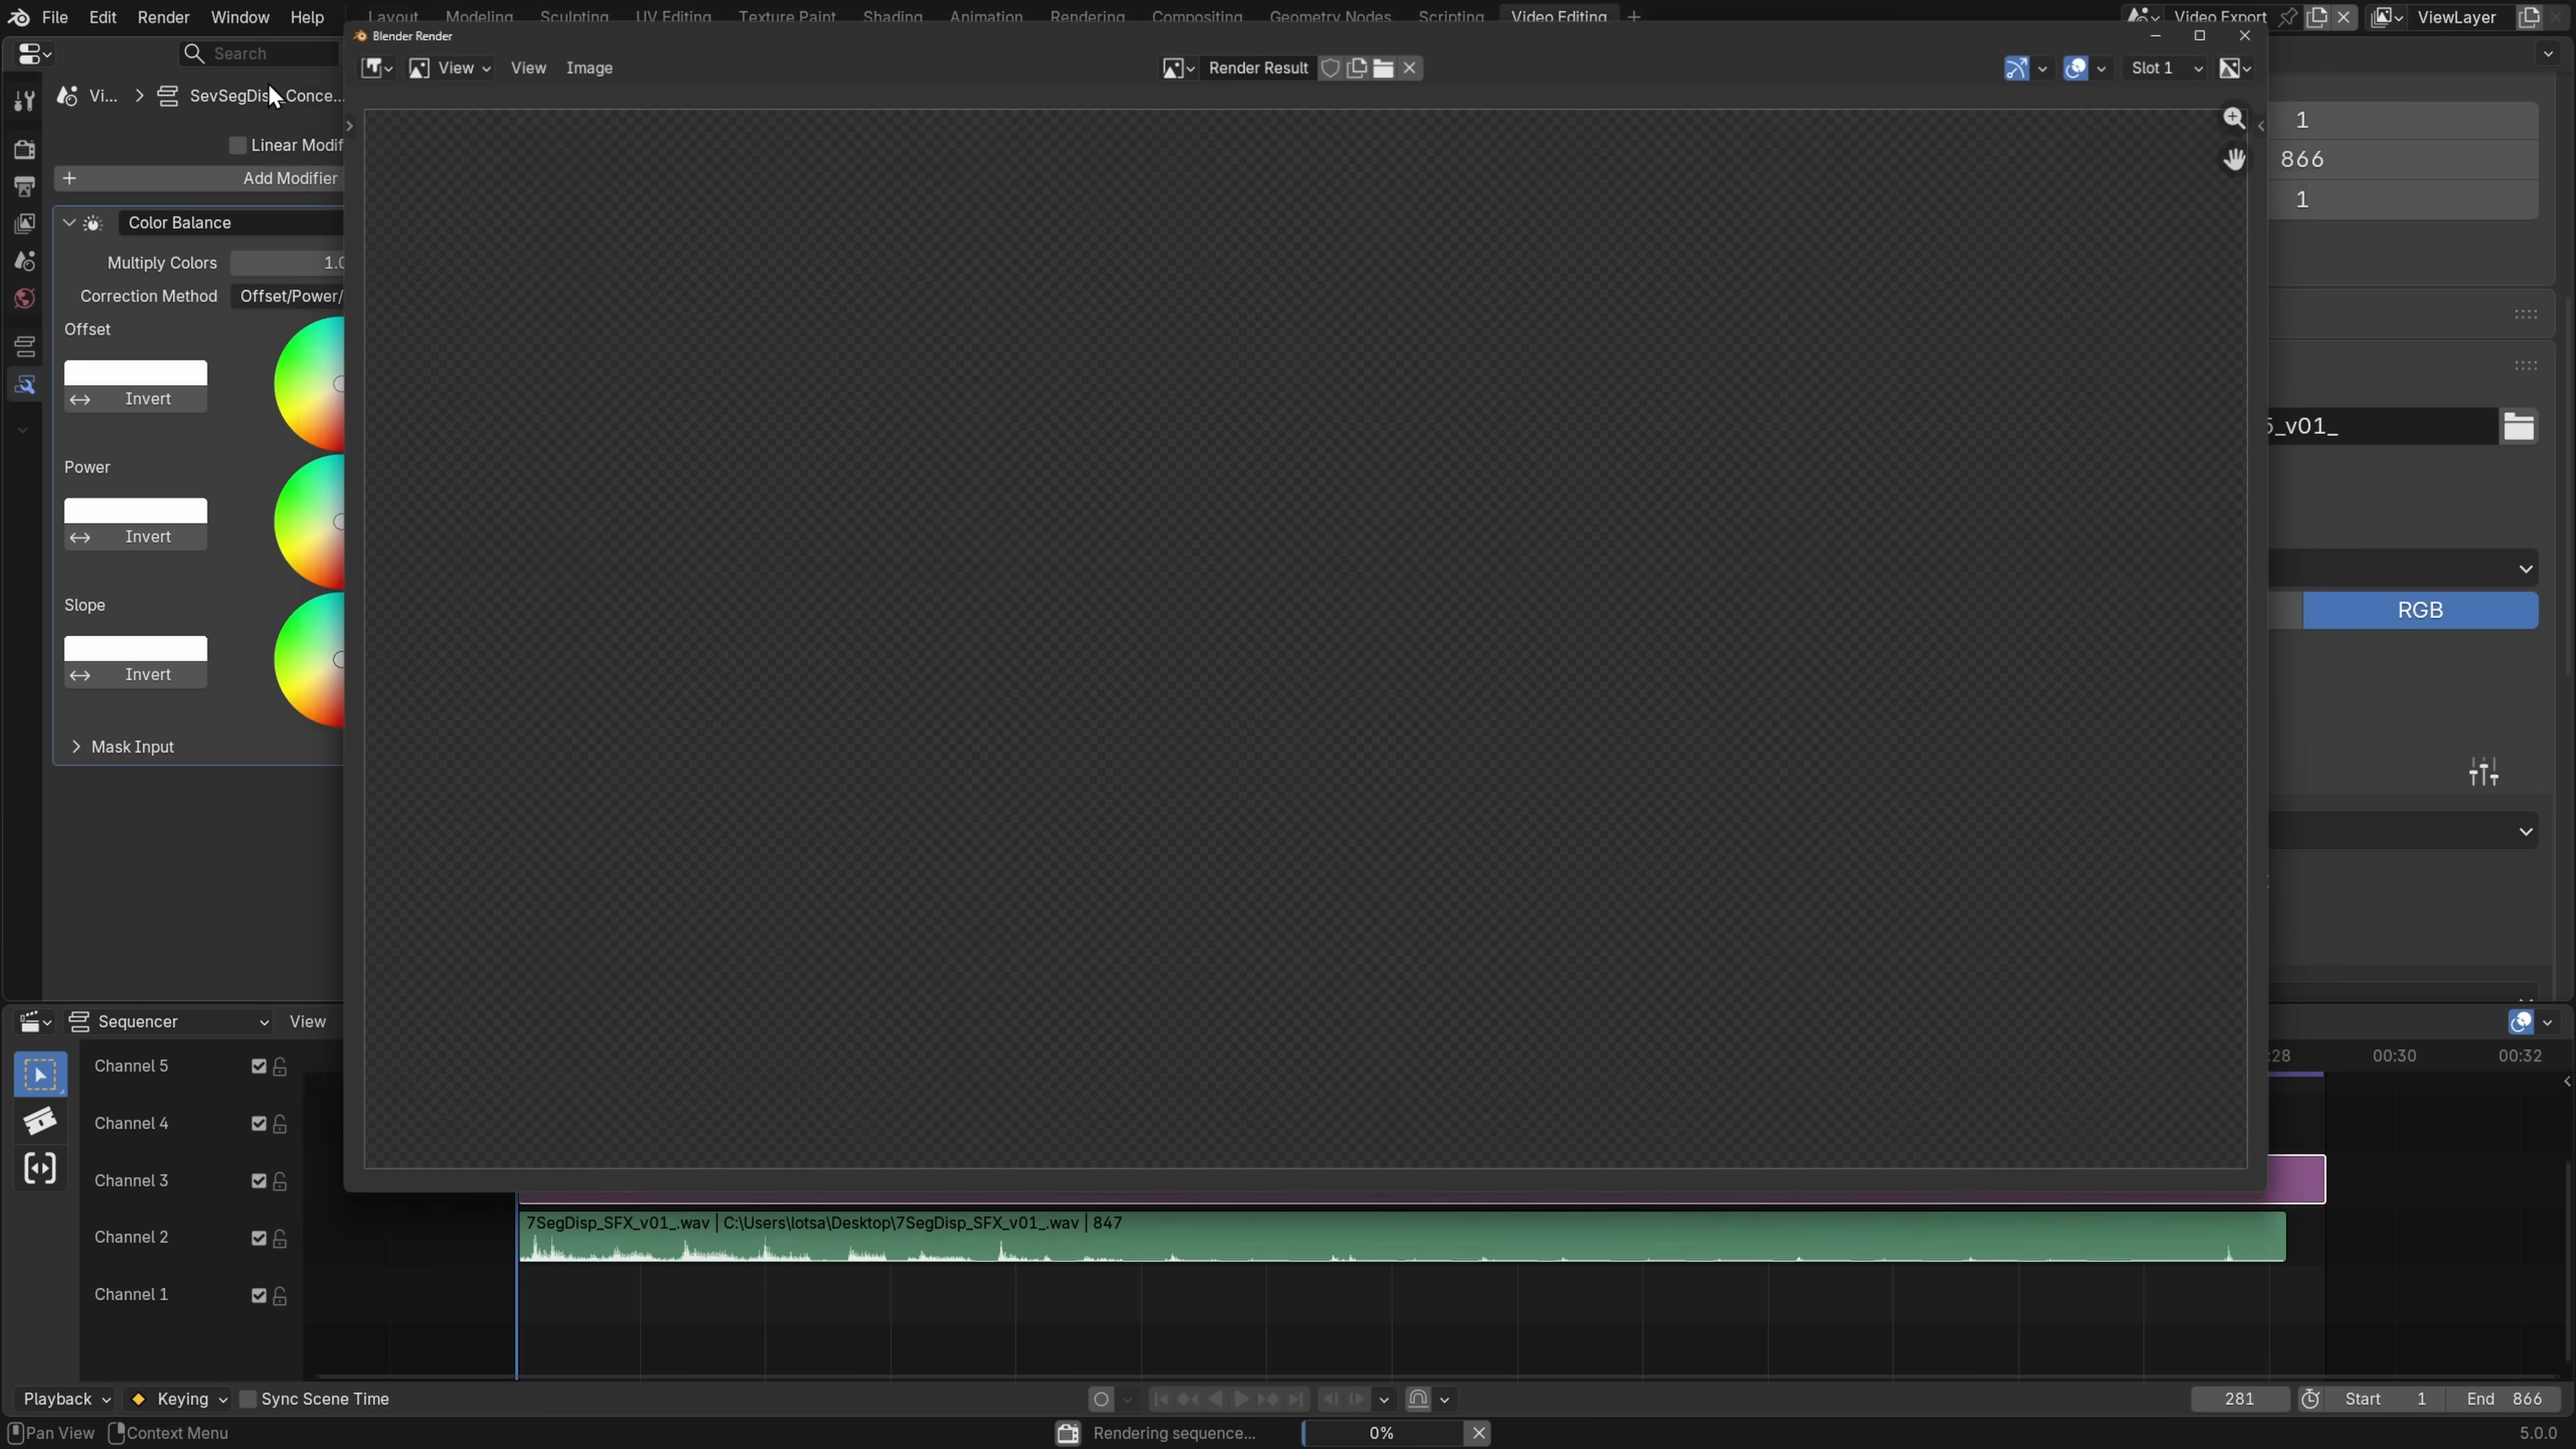 File Edit Render Window Help
Layout Modeling Sculpting UV Editing Texture Paint Shading Animation Rendering Compositing Geometry Nodes Scripting Video Editing
Video Export
ViewLayer
Blender Render
Search
View View Image
Render Result
Slot 1
Vi... SevSegDis Conce...
Linear Modif
Add Modifier
Color Balance
Multiply Colors 1.0
Correction Method Offset/Power/
Offset
Invert
Power
Invert
Slope
Invert
Mask Input
1
866
1
_v01_
RGB
Sequencer View
:28 00:30 00:32
Channel 5
Channel 4
Channel 3
Channel 2
Channel 1
7SegDisp_SFX_v01_.wav | C:\Users\lotsa\Desktop\7SegDisp_SFX_v01_.wav | 847
Playback Keying Sync Scene Time
281 Start 1 End 866
Pan View Context Menu
Rendering sequence... 0%
5.0.0